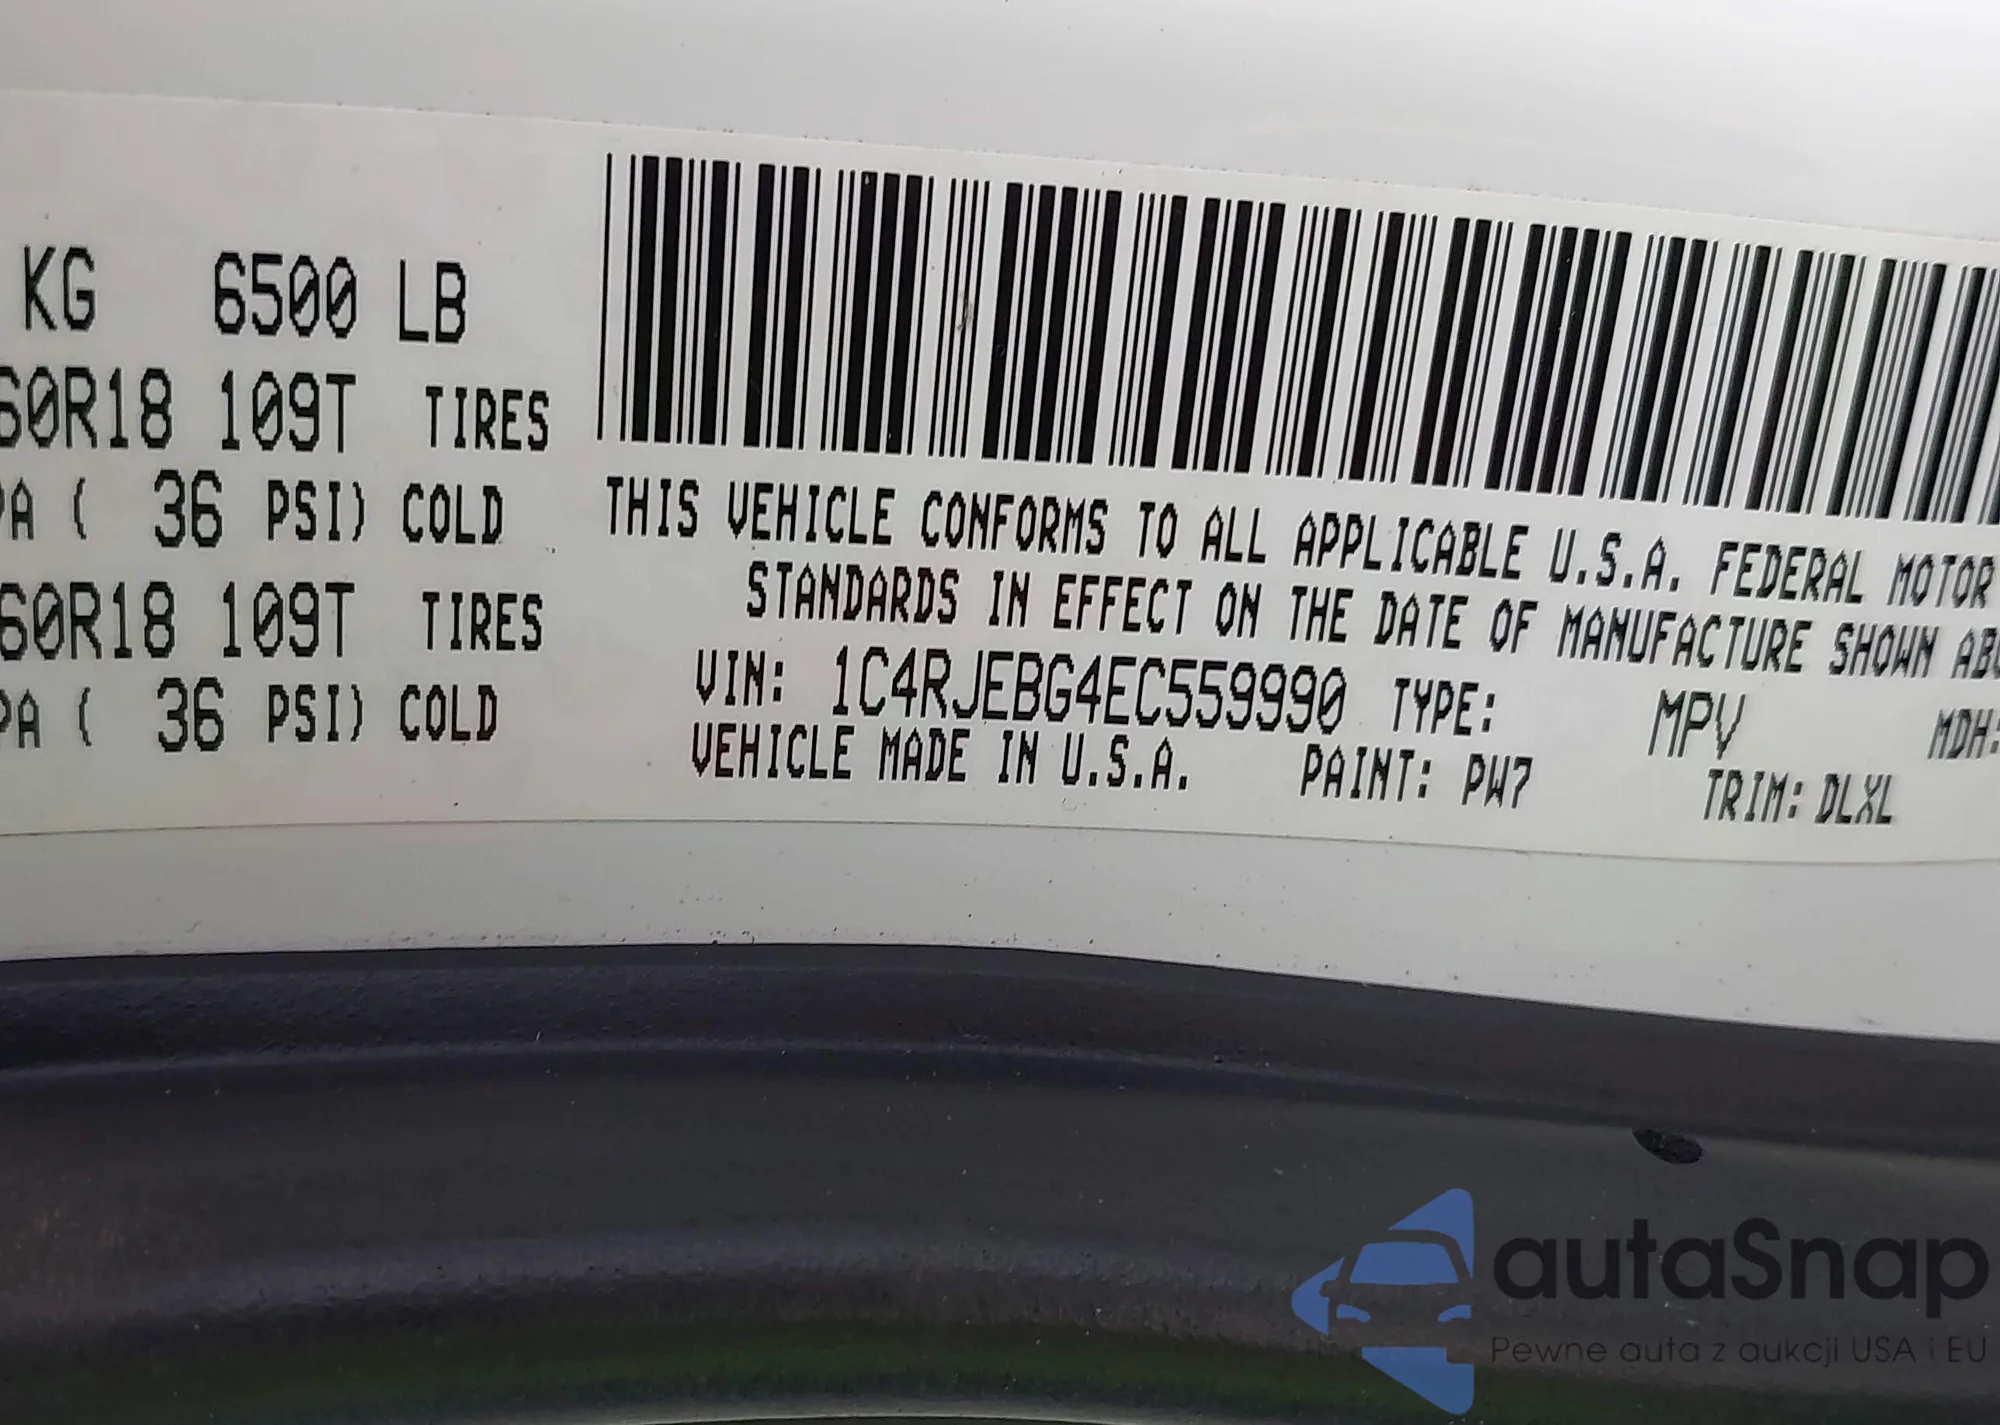 KG 6500 LB
60R18 109T TIRES
PA ( 36 PSI) COLD
60R18 109T TIRES
PA ( 36 PSI) COLD
THIS VEHICLE CONFORMS TO ALL APPLICABLE U.S.A. FEDERAL MOTOR
STANDARDS IN EFFECT ON THE DATE OF MANUFACTURE SHOWN
VIN: 1C4RJEBG4EC559990 TYPE: MPV MDH:
VEHICLE MADE IN U.S.A. PAINT: PW7 TRIM: DLXL
autaSnap
Pewne auta z aukcji USA i EU